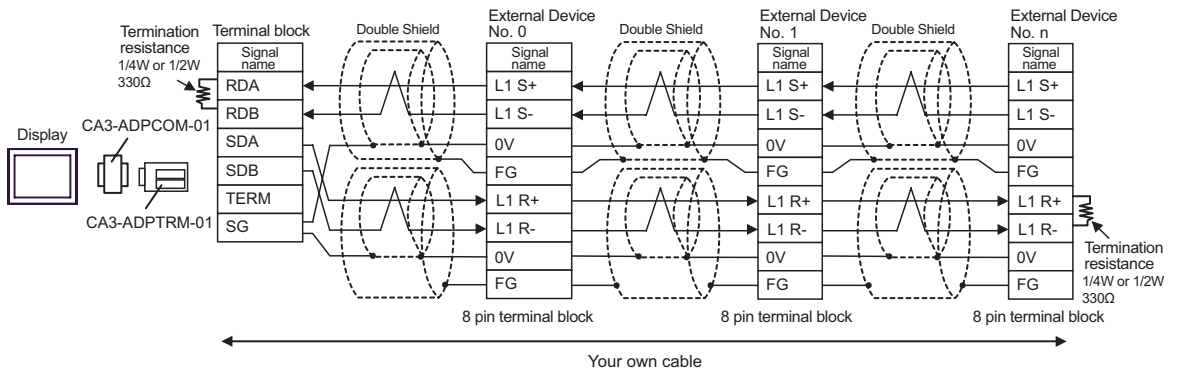 Termination
resistance
1/4W or 1/2W
330Ω
Display
CA3-ADPCOM-01
CA3-ADPTRM-01
Terminal block
Signal
name
RDA
RDB
SDA
SDB
TERM
SG
Double Shield
External Device
No. 0
Signal
name
L1 S+
L1 S-
0V
FG
L1 R+
L1 R-
0V
FG
8 pin terminal block
Double Shield
External Device
No. 1
Signal
name
L1 S+
L1 S-
0V
FG
L1 R+
L1 R-
0V
FG
8 pin terminal block
Double Shield
External Device
No. n
Signal
name
L1 S+
L1 S-
0V
FG
L1 R+
L1 R-
0V
FG
8 pin terminal block
Termination
resistance
1/4W or 1/2W
330Ω
Your own cable